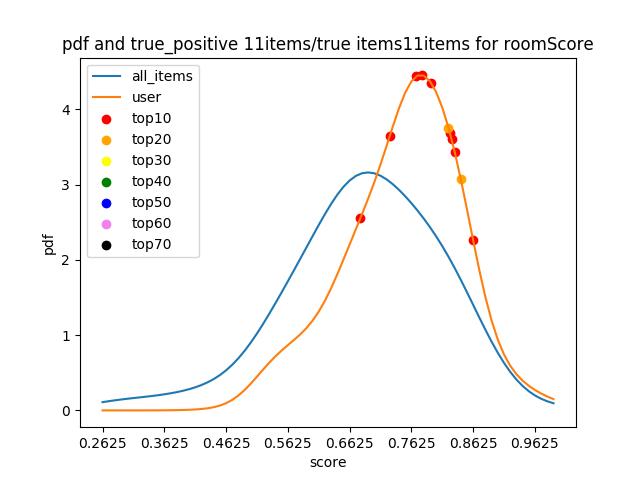 pdf and true_positive 11items/true items11items for roomScore
all_items
user
top10
top20
top30
top40
top50
top60
top70
pdf
4
3
2
1
0
0.2625 0.3625 0.4625 0.5625 0.6625 0.7625 0.8625 0.9625
score